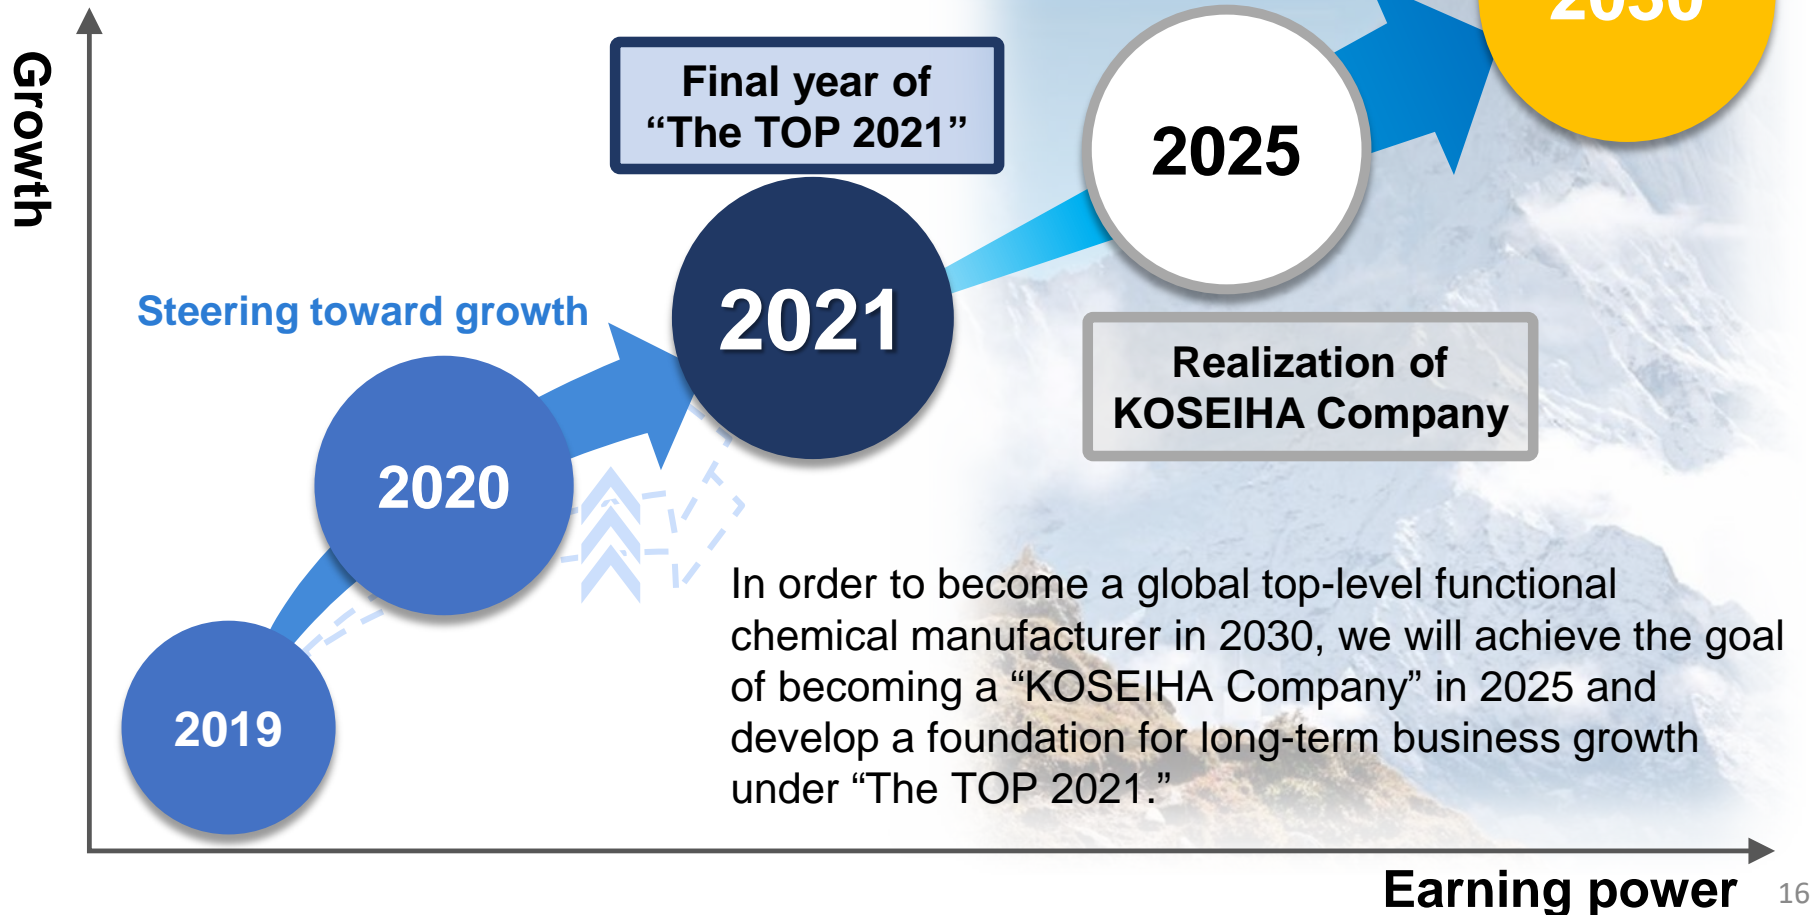 2030
Growth
Final year of
“The TOP 2021”
2025
2021
Steering toward growth
Realization of
KOSEIHA Company
2020
2019
In order to become a global top-level functional
chemical manufacturer in 2030, we will achieve the goal
of becoming a “KOSEIHA Company” in 2025 and
develop a foundation for long-term business growth
under “The TOP 2021.”
Earning power
16